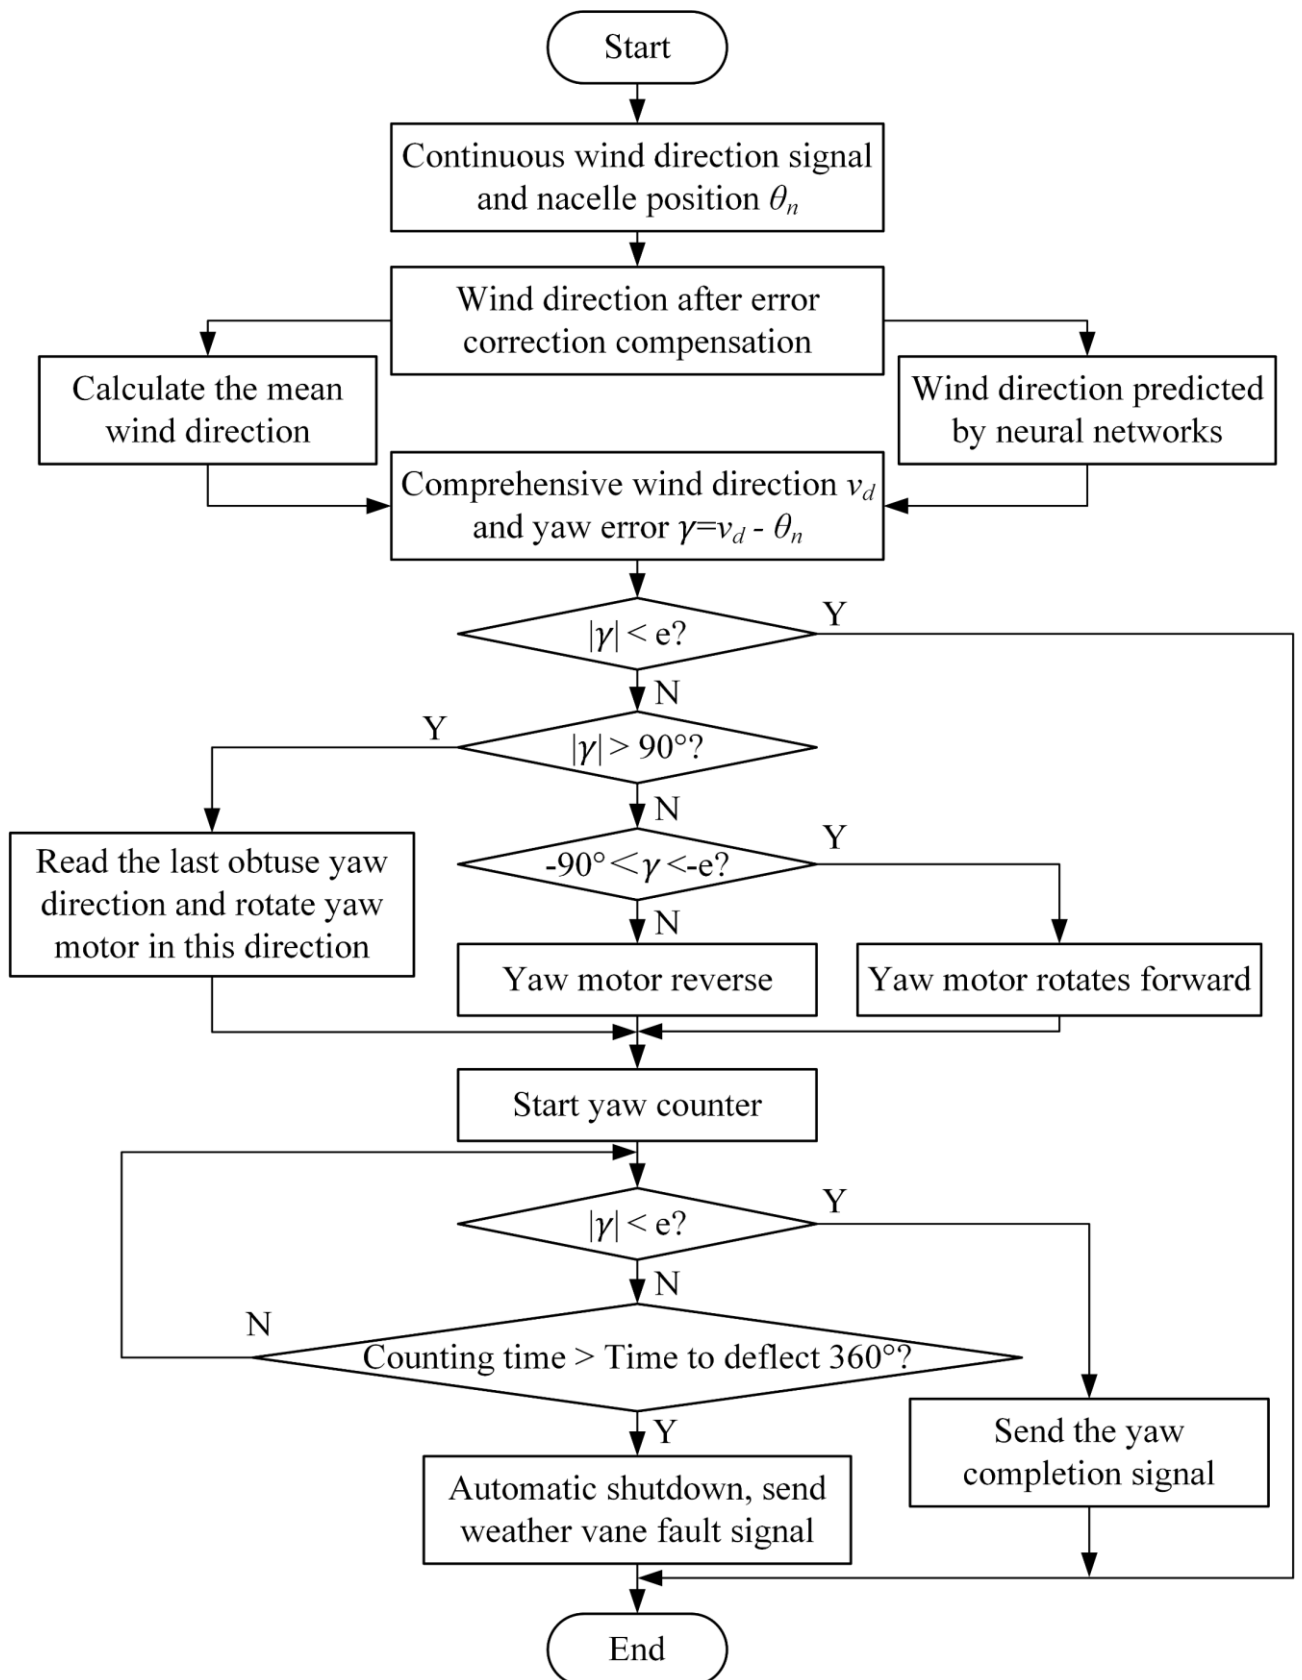 Start
Continuous wind direction signal
and nacelle position θn
Wind direction after error
correction compensation
Calculate the mean
wind direction
Wind direction predicted
by neural networks
Comprehensive wind direction vd
and yaw error γ=vd - θn
|γ| < e?
Y
N
|γ| > 90°?
Y
N
-90° < γ <-e?
Y
N
Read the last obtuse yaw
direction and rotate yaw
motor in this direction
Yaw motor reverse
Yaw motor rotates forward
Start yaw counter
|γ| < e?
Y
N
Counting time > Time to deflect 360°?
N
Y
Send the yaw
completion signal
Automatic shutdown, send
weather vane fault signal
End